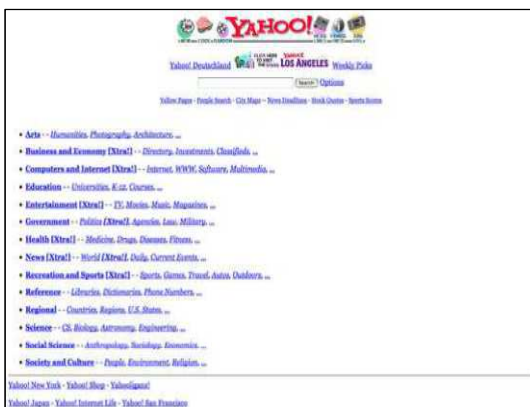 YAHOO!
Yahoo! Deutschland CLICK HERE TO VISIT YAHOO! LOS ANGELES Weekly Picks
Search Options
Yellow Pages - People Search - City Maps -- News Headlines - Stock Quotes - Sports Scores
• Arts - - Humanities, Photography, Architecture, ...
• Business and Economy [Xtra!] - - Directory, Investments, Classifieds, ...
• Computers and Internet [Xtra!] - - Internet, WWW, Software, Multimedia, ...
• Education - - Universities, K-12, Courses, ...
• Entertainment [Xtra!] - - TV, Movies, Music, Magazines, ...
• Government - - Politics [Xtra!], Agencies, Law, Military, ...
• Health [Xtra!] - - Medicine, Drugs, Diseases, Fitness, ...
• News [Xtra!] - - World [Xtra!], Daily, Current Events, ...
• Recreation and Sports [Xtra!] - - Sports, Games, Travel, Autos, Outdoors, ...
• Reference - - Libraries, Dictionaries, Phone Numbers, ...
• Regional - - Countries, Regions, U.S. States, ...
• Science - - CS, Biology, Astronomy, Engineering, ...
• Social Science - - Anthropology, Sociology, Economics, ...
• Society and Culture - - People, Environment, Religion, ...
Yahoo! New York - Yahoo! Shop - Yahooligans!
Yahoo! Japan - Yahoo! Internet Life - Yahoo! San Francisco